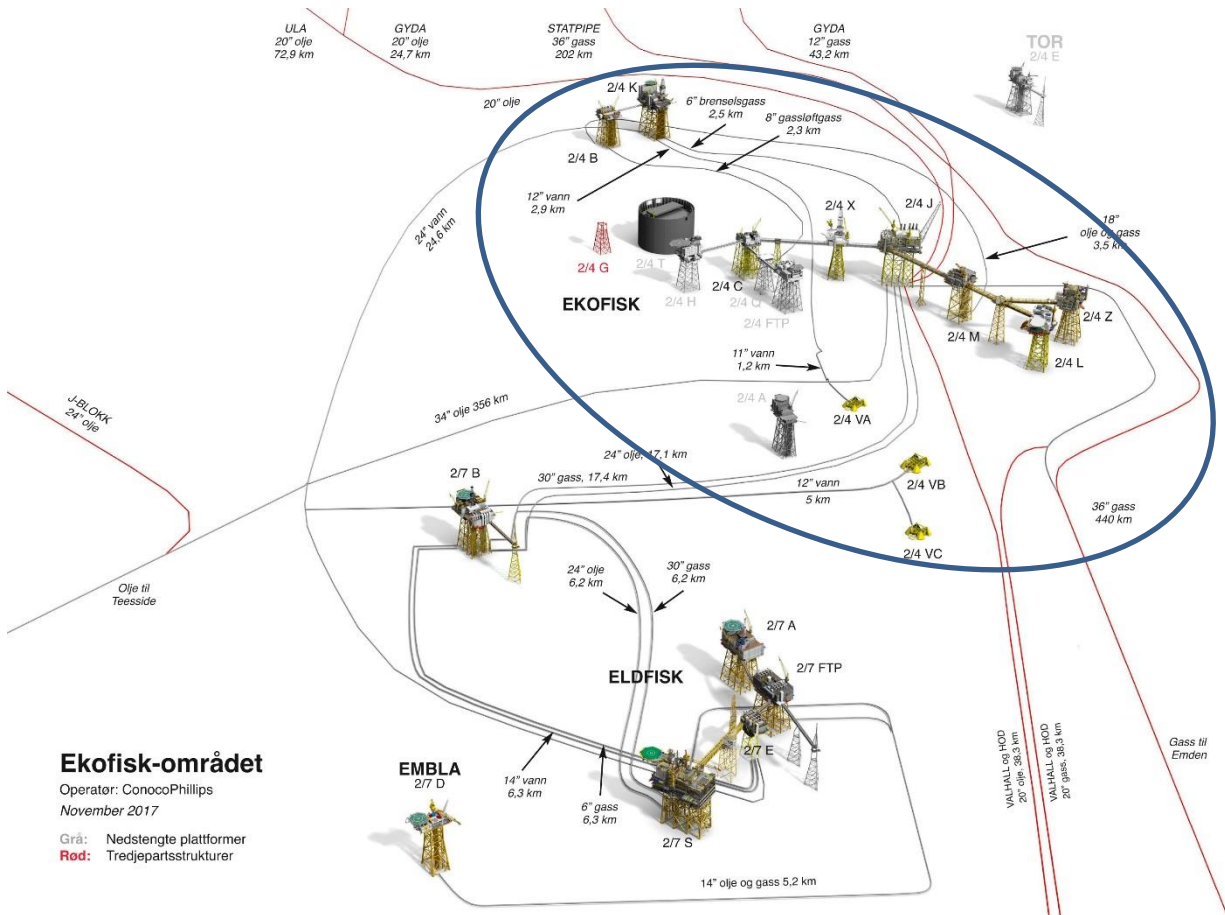 ULA
20” olje
72,9 km
GYDA
20” olje
24,7 km
STATPIPE
36” gass
202 km
GYDA
12” gass
43,2 km
TOR
2/4 E
2/4 K
20” olje
6” brenselsgass
2,5 km
8” gassløftgass
2,3 km
2/4 B
12” vann
2,9 km
24” vann
24,6 km
2/4 X
2/4 J
18”
olje og gass
3,5 km
2/4 G
2/4 T
2/4 H
2/4 C
2/4 Q
2/4 FTP
EKOFISK
2/4 M
2/4 Z
2/4 L
11” vann
1,2 km
2/4 A
2/4 VA
34” olje 356 km
J-BLOKK
24” olje
24” olje, 17,1 km
30” gass, 17,4 km
2/7 B
12” vann
5 km
2/4 VB
2/4 VC
36” gass
440 km
Olje til
Teesside
24” olje
6,2 km
30” gass
6,2 km
2/7 A
2/7 FTP
ELDFISK
2/7 E
VALHALL og HOD
20” olje, 38,3 km
VALHALL og HOD
20” gass, 38,3 km
Gass til
Emden
Ekofisk-området
Operatør: ConocoPhillips
November 2017
Grå: Nedstengte plattformer
Rød: Tredjepartsstrukturer
EMBLA
2/7 D
14” vann
6,3 km
6” gass
6,3 km
2/7 S
14” olje og gass 5,2 km